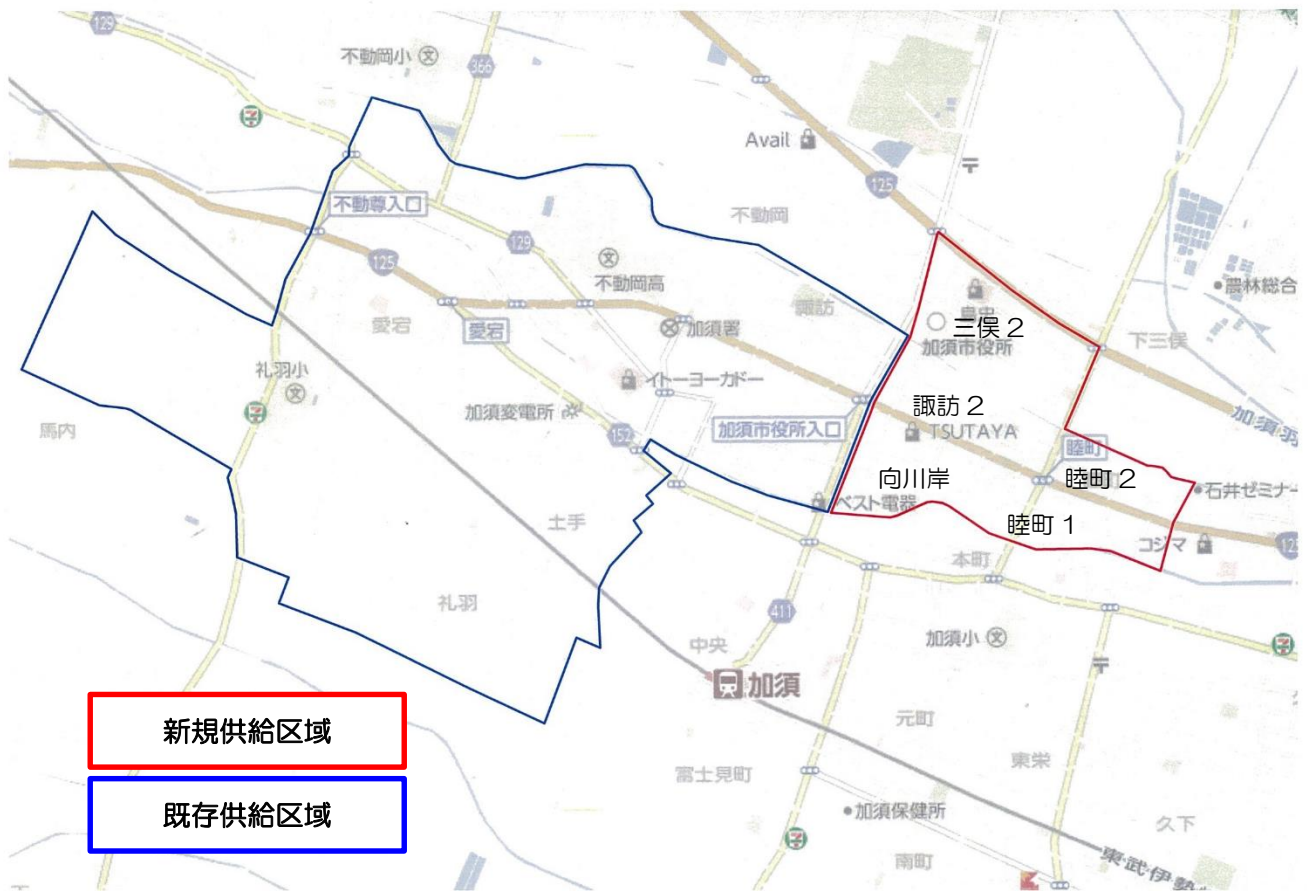 129
不動岡小
366
Avail
125
不動岡
不動尊入口
129
125
不動岡高
農林総合
諏訪
愛宕
愛宕
加須署
三俣２
加須市役所
下三俣
礼羽小
イトーヨーカドー
加須変電所
諏訪２
TSUTAYA
加須羽
馬内
152
加須市役所入口
睦町
向川岸
睦町２
石井ゼミナー
ベスト電器
土手
睦町１
コジマ
本町
礼羽
411
加須小
中央
加須
新規供給区域
元町
東栄
富士見町
既存供給区域
加須保健所
久下
南町
東武伊勢